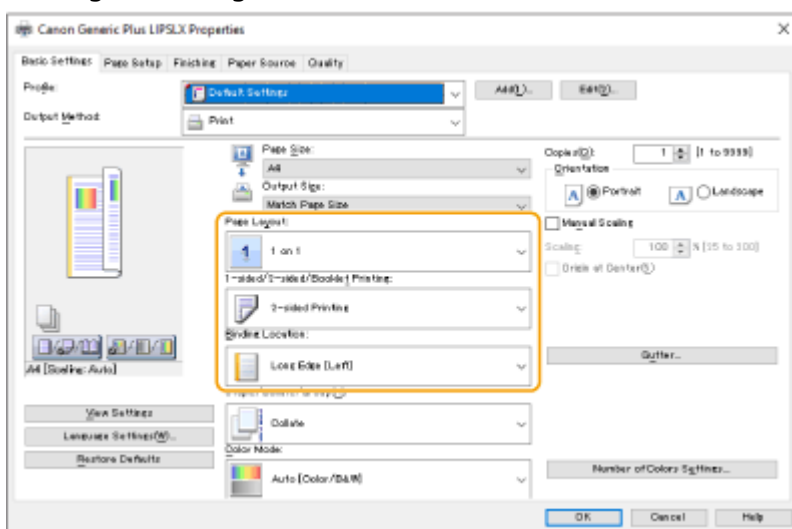 Canon Generic Plus LIPSLX Properties
Basic Settings Page Setup Finishing Paper Source Quality
Profile: Default Settings Add(1)... Edit(2)...
Output Method: Print
Page Size:
A4
Output Size:
Match Page Size
Copies(Q): 1 [1 to 9999]
Orientation
A Portrait A Landscape
Page Layout:
1 1 on 1
Manual Scaling
Scaling: 100 % [25 to 200]
Origin at Center(5)
1-sided/2-sided/Booklet Printing:
2-sided Printing
Binding Location:
Long Edge [Left]
Gutter...
A4 [Scaling: Auto]
View Settings
Language Settings(W)...
Restore Defaults
Collate
Color Mode:
Auto [Color/B&W]
Number of Colors Settings...
OK Cancel Help